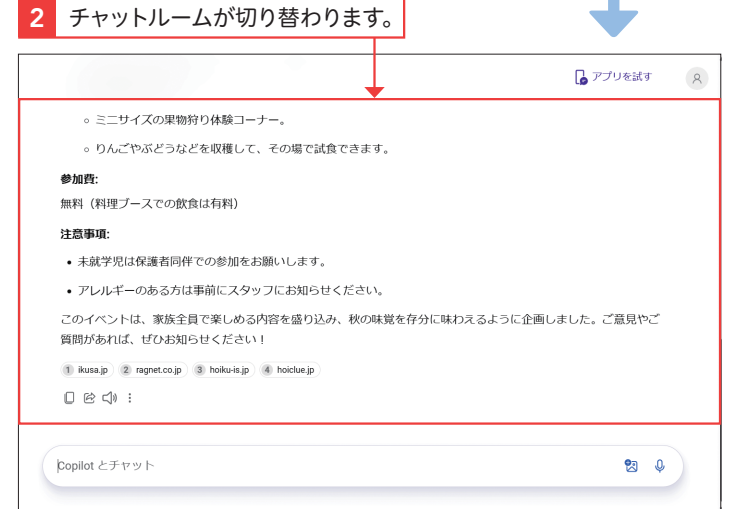 2 チャットルームが切り替わります。
アプリを試す
○ ミニサイズの果物狩り体験コーナー。
○ りんごやぶどうなどを収穫して、その場で試食できます。
参加費:
無料（料理ブースでの飲食は有料）
注意事項:
• 未就学児は保護者同伴での参加をお願いします。
• アレルギーのある方は事前にスタッフにお知らせください。
このイベントは、家族全員で楽しめる内容を盛り込み、秋の味覚を存分に味わえるように企画しました。ご意見やご
質問があれば、ぜひお知らせください！
1 ikusa.jp 2 ragnet.co.jp 3 hoiku-is.jp 4 hoiclue.jp
Copilot とチャット